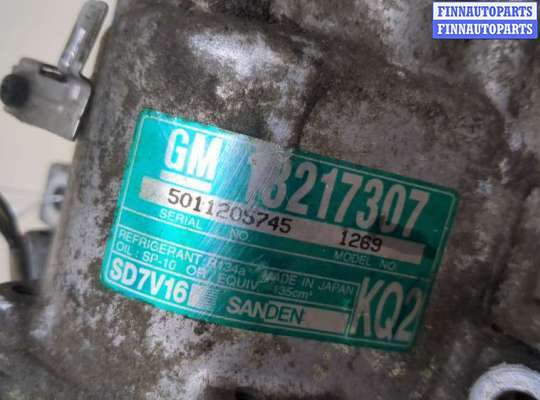 FINNAUTOPARTS
FINNAUTOPARTS
GM 13217307
5011205745 1269
SERIAL NO. MODEL NO.
REFRIGERANT R134a MADE IN JAPAN
OIL: SP-10 OR EQUIV 135cm³
SD7V16 SANDEN KQ2